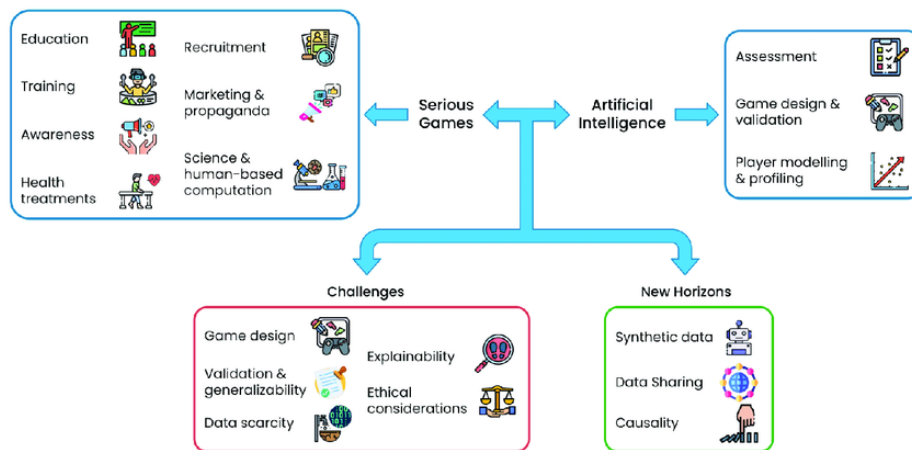 Education
Training
Awareness
Health
treatments
Recruitment
Marketing &
propaganda
Science &
human-based
computation
Serious
Games
Artificial
Intelligence
Assessment
Game design &
validation
Player modelling
& profiling
Challenges
Game design
Validation &
generalizability
Data scarcity
Explainability
Ethical
considerations
New Horizons
Synthetic data
Data Sharing
Causality